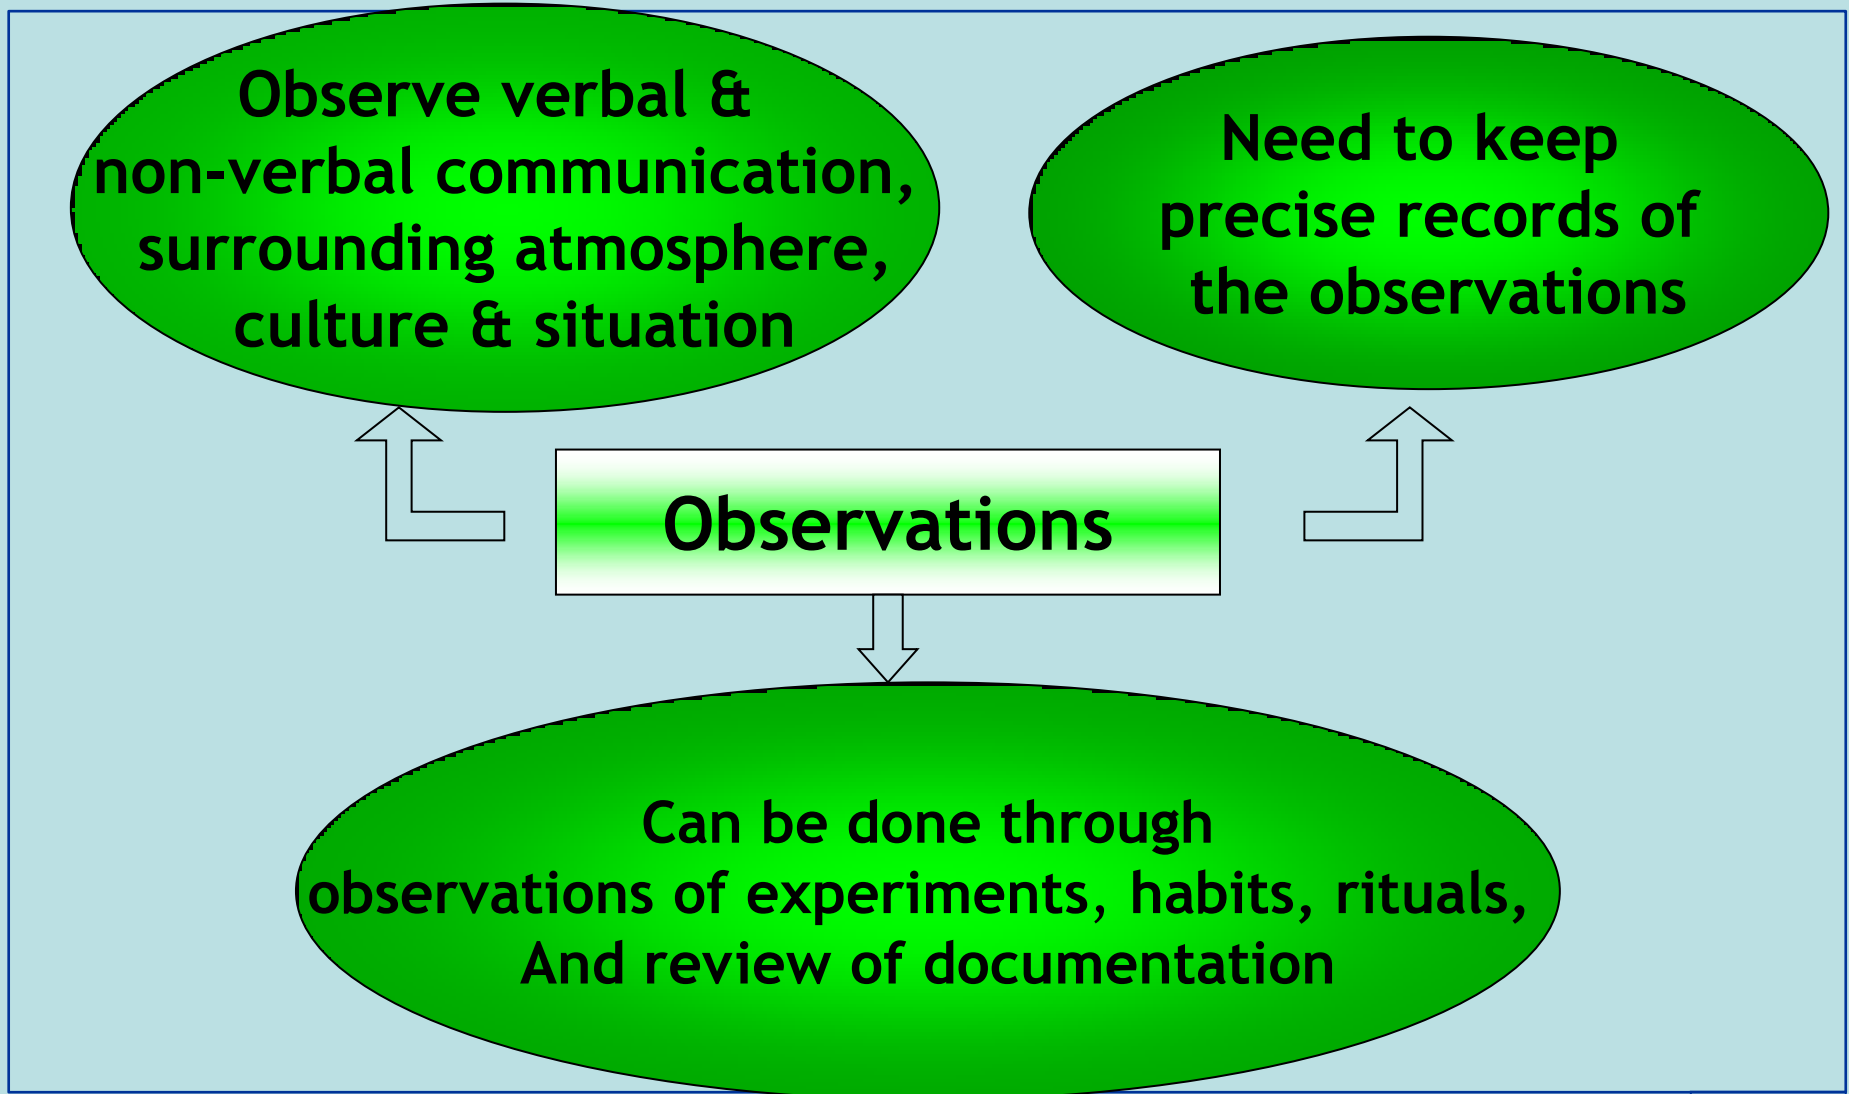 Observe verbal &
non-verbal communication,
surrounding atmosphere,
culture & situation
Need to keep
precise records of
the observations
Observations
Can be done through
observations of experiments, habits, rituals,
And review of documentation